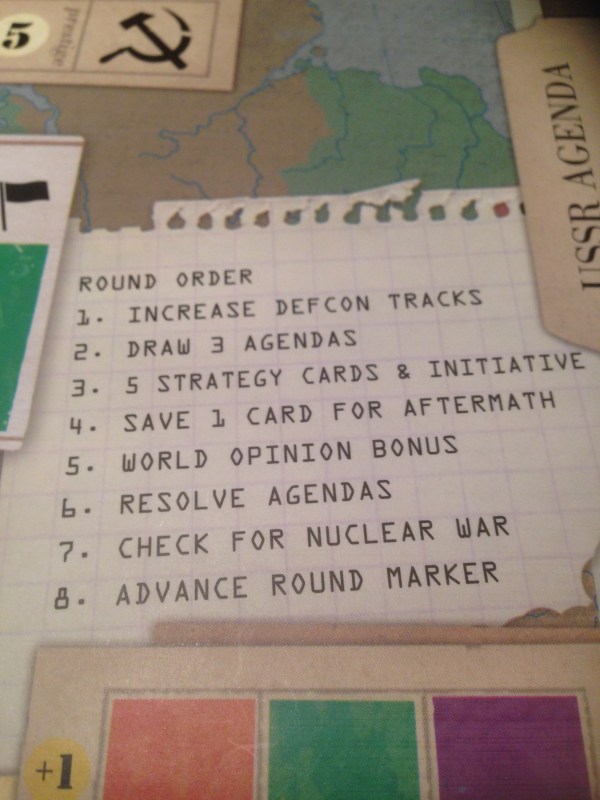 5
prestige
USSR AGENDA
ROUND ORDER
1. INCREASE DEFCON TRACKS
2. DRAW 3 AGENDAS
3. 5 STRATEGY CARDS & INITIATIVE
4. SAVE 1 CARD FOR AFTERMATH
5. WORLD OPINION BONUS
6. RESOLVE AGENDAS
7. CHECK FOR NUCLEAR WAR
8. ADVANCE ROUND MARKER
+1